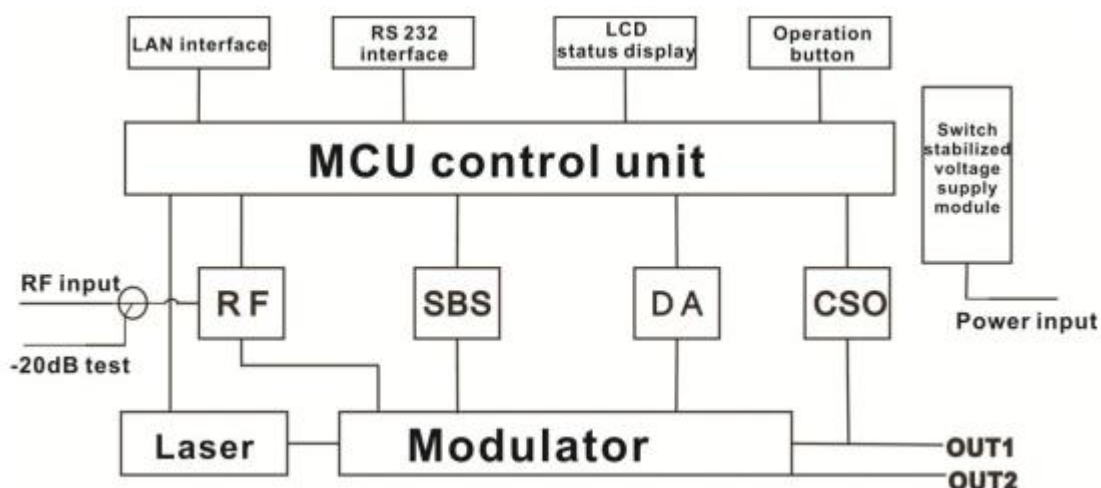 LAN interface
RS 232
interface
LCD
status display
Operation
button
Switch
stabilized
voltage
supply
module
MCU control unit
RF input
-20dB test
RF
SBS
DA
CSO
Power input
Laser
Modulator
OUT1
OUT2